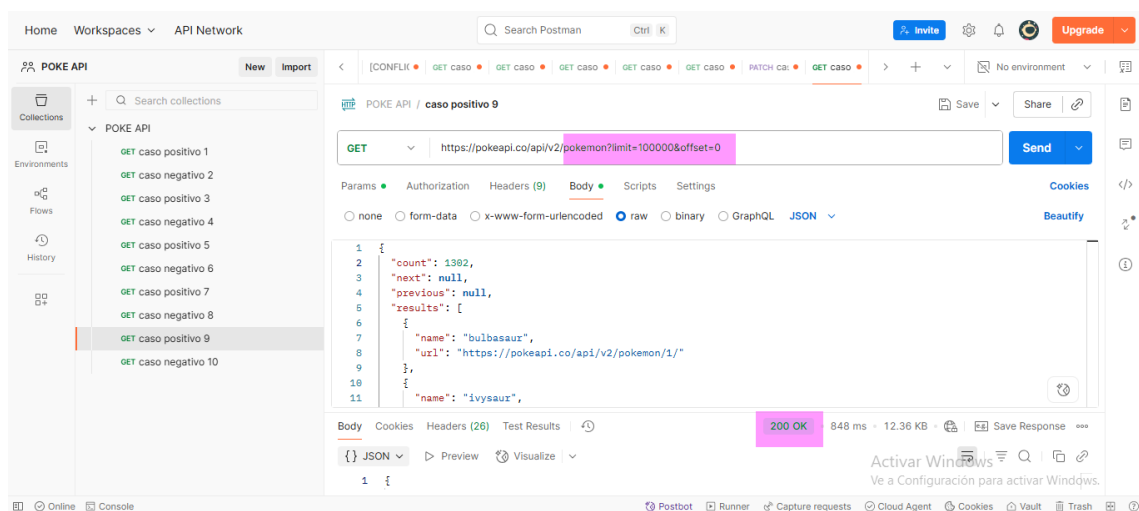 Home Workspaces API Network Search Postman Ctrl K Invite Upgrade
POKE API New Import [CONFLI GET caso GET caso GET caso GET caso GET caso PATCH ca: GET caso No environment
Collections
Environments
Flows
History
Search collections
POKE API
GET caso positivo 1
GET caso negativo 2
GET caso positivo 3
GET caso negativo 4
GET caso positivo 5
GET caso negativo 6
GET caso positivo 7
GET caso negativo 8
GET caso positivo 9
GET caso negativo 10
HTTP POKE API / caso positivo 9 Save Share
GET https://pokeapi.co/api/v2/pokemon?limit=100000&offset=0 Send
Params Authorization Headers (9) Body Scripts Settings Cookies
none form-data x-www-form-urlencoded raw binary GraphQL JSON Beautify
1 {
2 "count": 1302,
3 "next": null,
4 "previous": null,
5 "results": [
6 {
7 "name": "bulbasaur",
8 "url": "https://pokeapi.co/api/v2/pokemon/1/"
9 },
10 {
11 "name": "ivysaur",
Body Cookies Headers (26) Test Results 200 OK 848 ms 12.36 KB e.g. Save Response
{} JSON Preview Visualize
1 {
Activar Windows
Ve a Configuración para activar Windows.
Online Console Postbot Runner Capture requests Cloud Agent Cookies Vault Trash